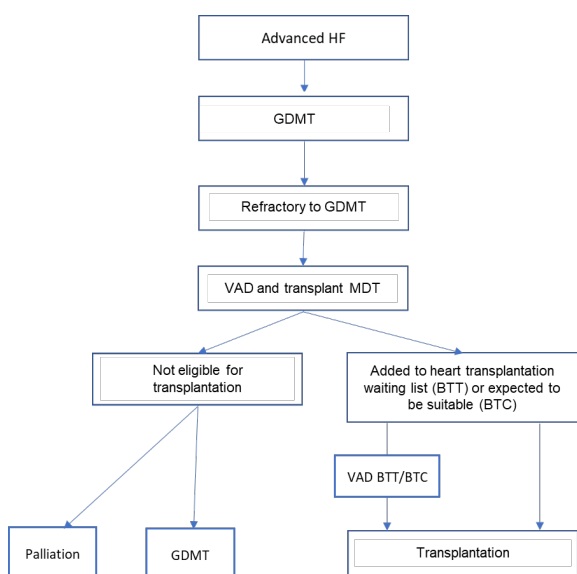 Advanced HF
GDMT
Refractory to GDMT
VAD and transplant MDT
Not eligible for
transplantation
Added to heart transplantation
waiting list (BTT) or expected to
be suitable (BTC)
VAD BTT/BTC
Palliation
GDMT
Transplantation